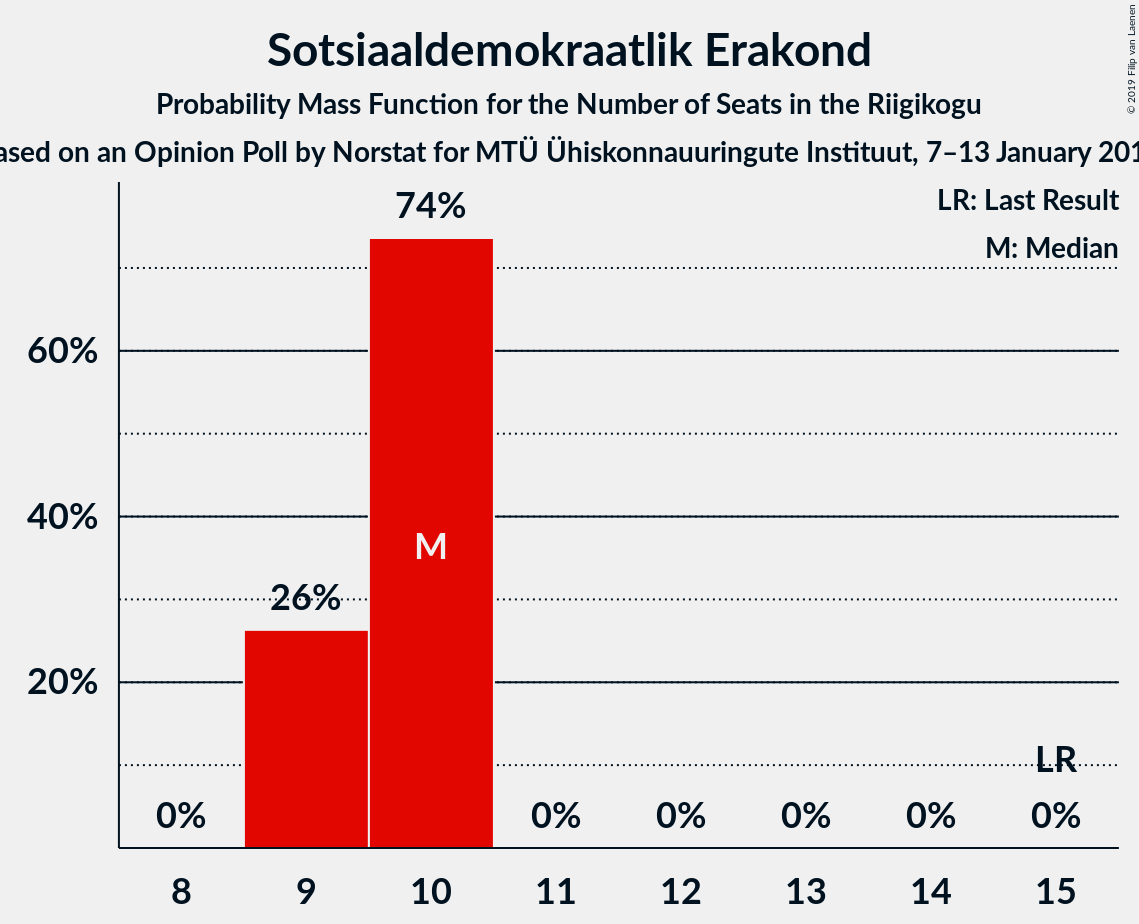 Sotsiaaldemokraatlik Erakond
Probability Mass Function for the Number of Seats in the Riigikogu
ased on an Opinion Poll by Norstat for MTÜ Ühiskonnauuringute Instituut, 7–13 January 201
© 2019 Filip van Laenen
LR: Last Result
M: Median
74%
60%
40%
M
26%
20%
LR
0% 0% 0% 0% 0% 0%
8 9 10 11 12 13 14 15